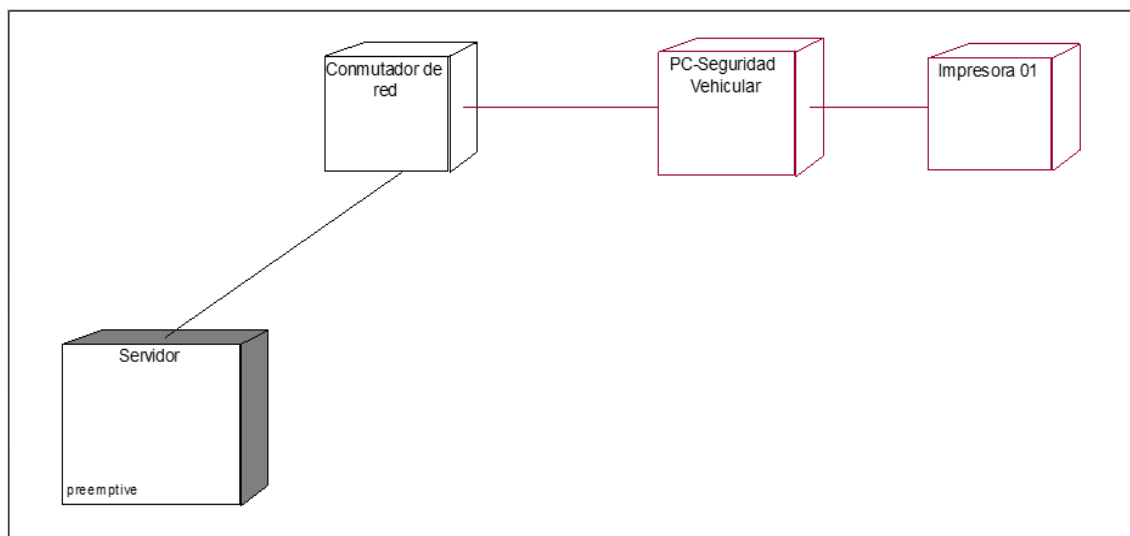 Conmutador de
red
PC-Seguridad
Vehicular
Impresora 01
Servidor
preemptive